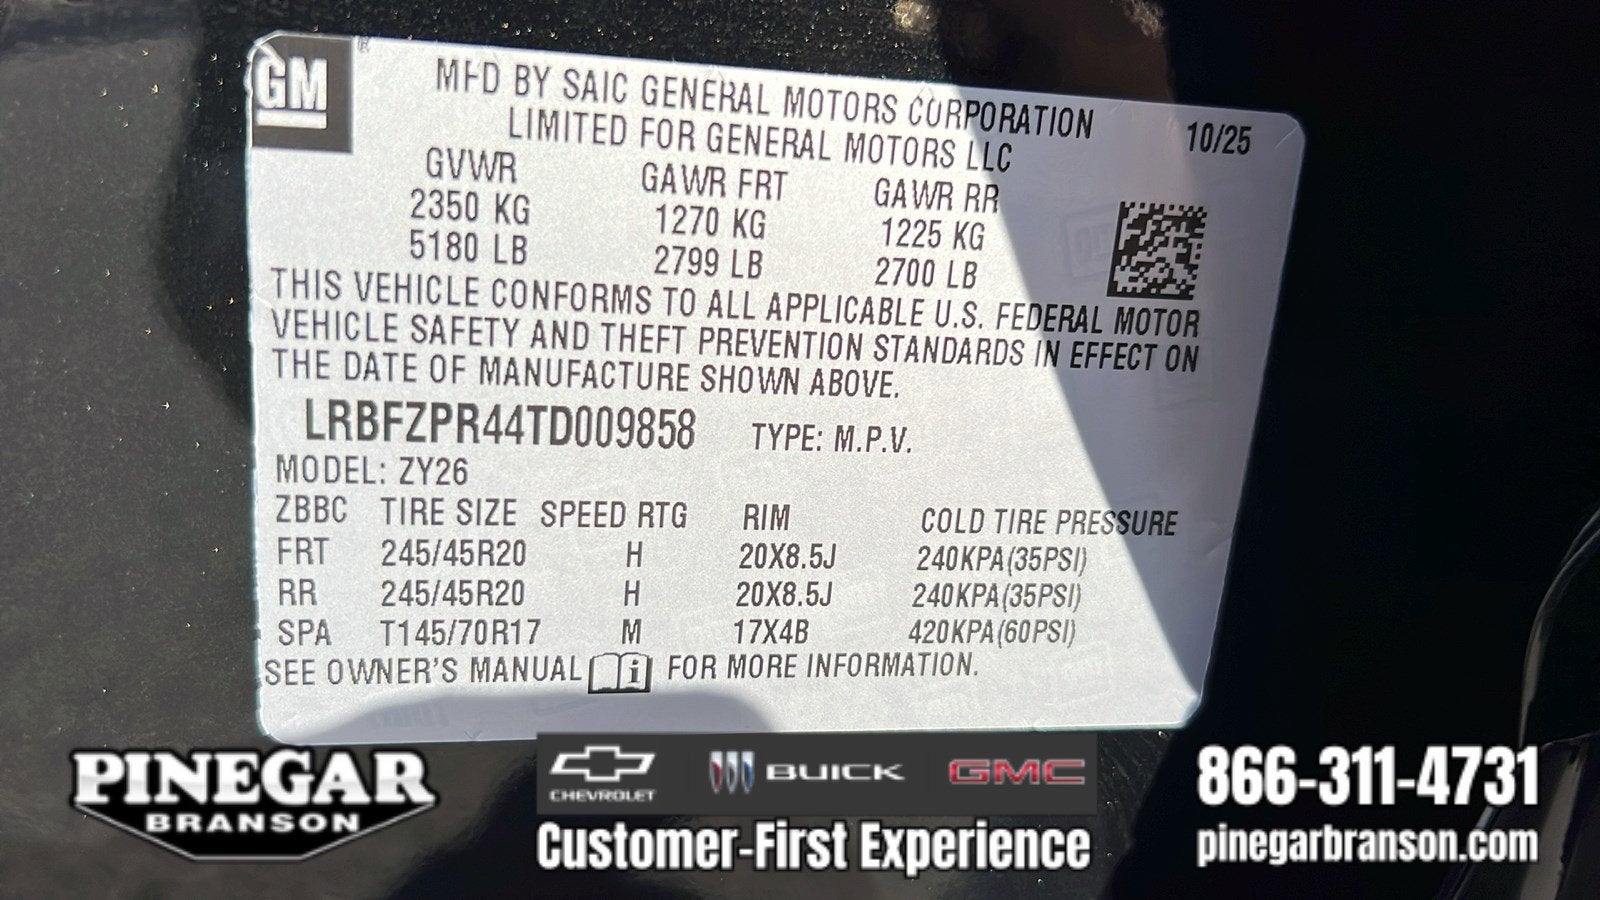 GM
MFD BY SAIC GENERAL MOTORS CORPORATION
LIMITED FOR GENERAL MOTORS LLC
10/25
GVWR GAWR FRT GAWR RR
2350 KG 1270 KG 1225 KG
5180 LB 2799 LB 2700 LB
THIS VEHICLE CONFORMS TO ALL APPLICABLE U.S. FEDERAL MOTOR
VEHICLE SAFETY AND THEFT PREVENTION STANDARDS IN EFFECT ON
THE DATE OF MANUFACTURE SHOWN ABOVE.
LRBFZPR44TD009858 TYPE: M.P.V.
MODEL: ZY26
ZBBC TIRE SIZE SPEED RTG RIM COLD TIRE PRESSURE
FRT 245/45R20 H 20X8.5J 240KPA(35PSI)
RR 245/45R20 H 20X8.5J 240KPA(35PSI)
SPA T145/70R17 M 17X4B 420KPA(60PSI)
SEE OWNER'S MANUAL FOR MORE INFORMATION.
PINEGAR
BRANSON
CHEVROLET BUICK GMC
Customer-First Experience
866-311-4731
pinegarbranson.com